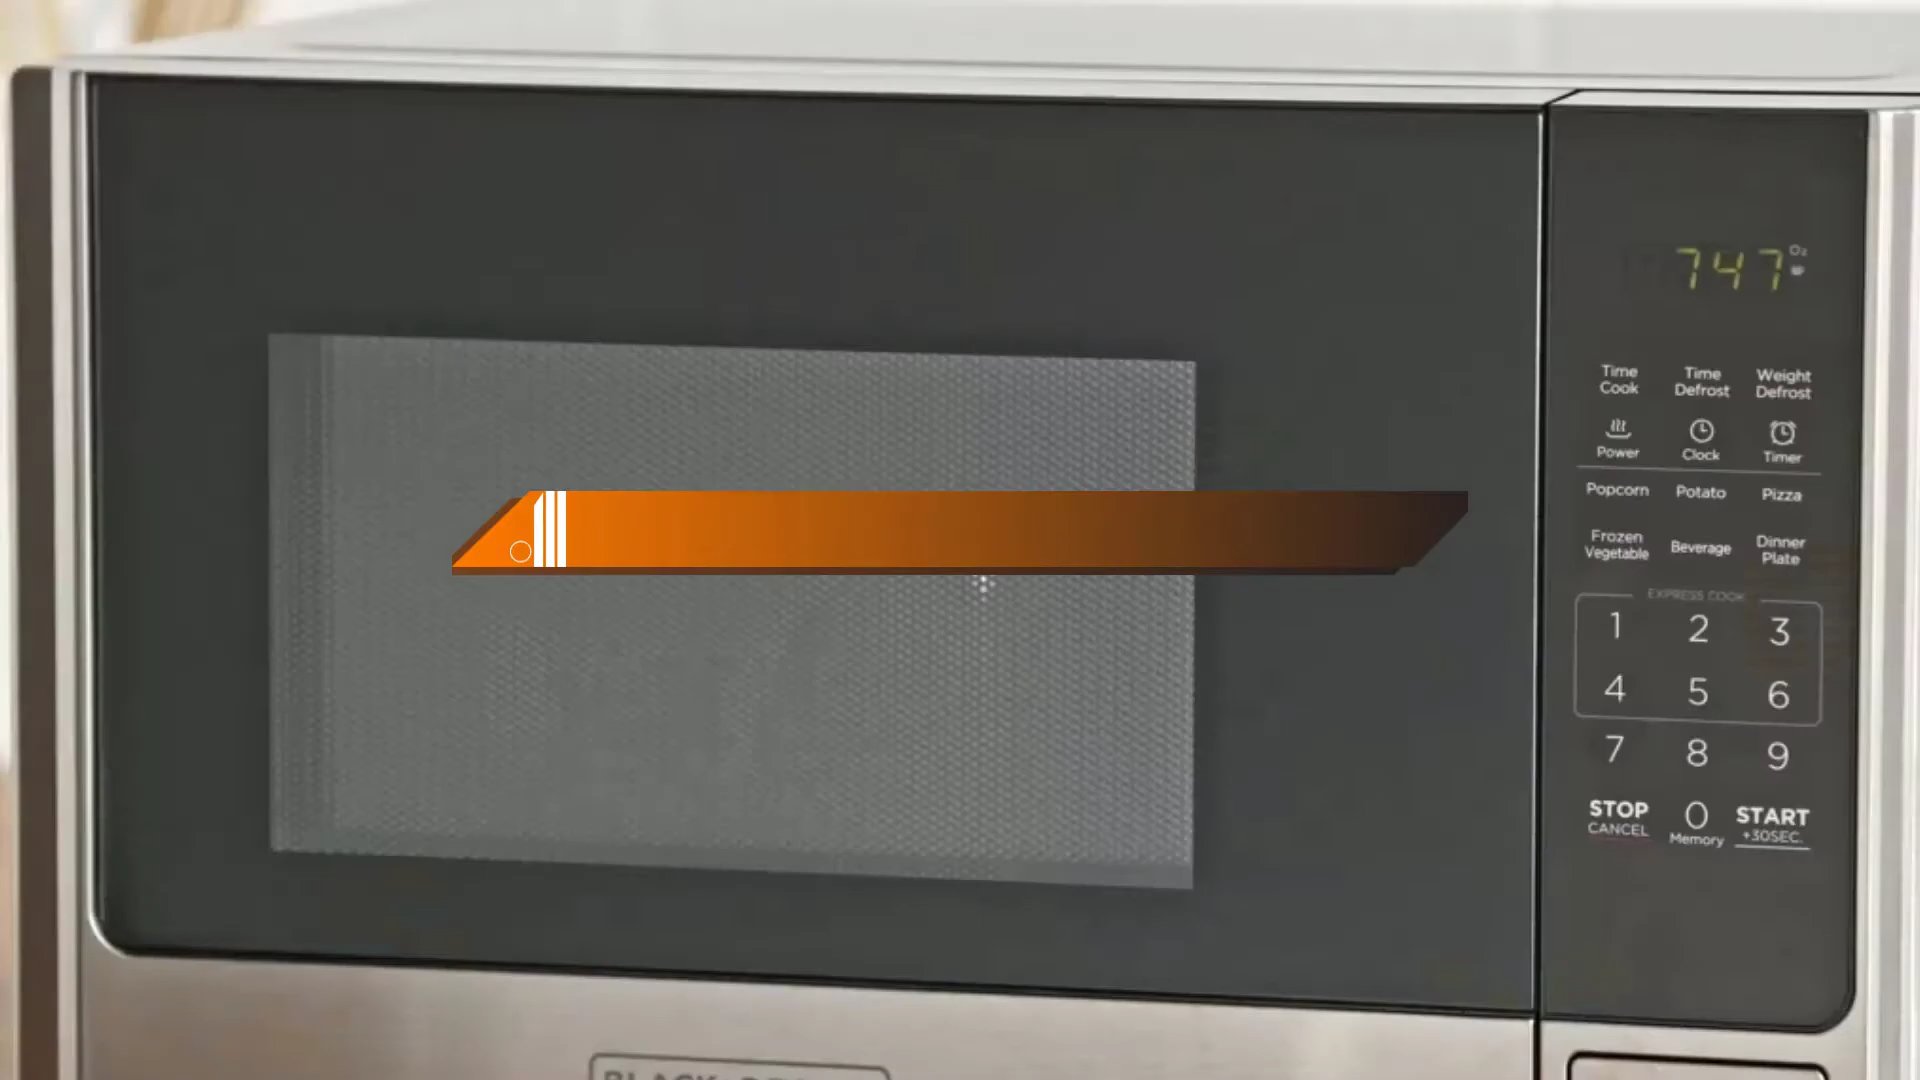 747
Time Cook
Time Defrost
Weight Defrost
Power
Clock
Timer
Popcorn
Potato
Pizza
Frozen Vegetable
Beverage
Dinner Plate
EXPRESS COOK
1 2 3
4 5 6
7 8 9
STOP CANCEL
0 Memory
START +30SEC.